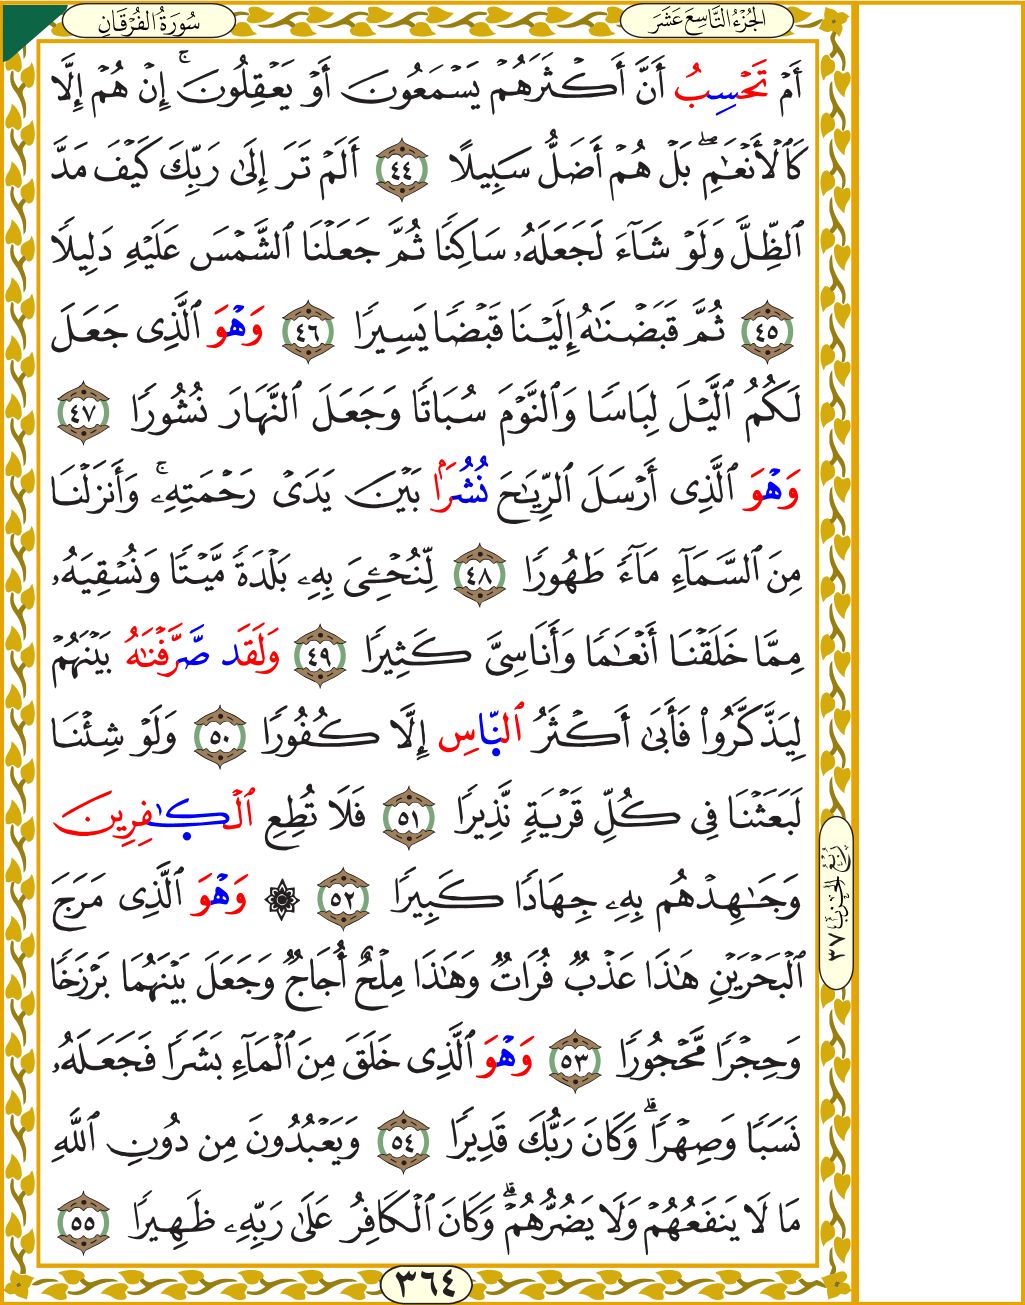 سُورَةُ الفُرْقَانِ
الجُزْءُ التَّاسِعَ عَشَرَ
أَمْ تَحْسِبُ أَنَّ أَكْثَرَهُمْ يَسْمَعُونَ أَوْ يَعْقِلُونَ ۚ إِنْ هُمْ إِلَّا
كَالْأَنْعَٰمِ ۖ بَلْ هُمْ أَضَلُّ سَبِيلًا ٤٤ أَلَمْ تَرَ إِلَىٰ رَبِّكَ كَيْفَ مَدَّ
ٱلظِّلَّ وَلَوْ شَآءَ لَجَعَلَهُۥ سَاكِنًا ثُمَّ جَعَلْنَا ٱلشَّمْسَ عَلَيْهِ دَلِيلًا
٤٥ ثُمَّ قَبَضْنَٰهُ إِلَيْنَا قَبْضًا يَسِيرًا ٤٦ وَهْوَ ٱلَّذِى جَعَلَ
لَكُمُ ٱلَّيْلَ لِبَاسًا وَٱلنَّوْمَ سُبَاتًا وَجَعَلَ ٱلنَّهَارَ نُشُورًا ٤٧
وَهْوَ ٱلَّذِى أَرْسَلَ ٱلرِّيَٰحَ نُشُرًۢا بَيْنَ يَدَىْ رَحْمَتِهِۦ ۚ وَأَنزَلْنَا
مِنَ ٱلسَّمَآءِ مَآءً طَهُورًا ٤٨ لِّنُحْـِۧىَ بِهِۦ بَلْدَةً مَّيْتًا وَنُسْقِيَهُۥ
مِمَّا خَلَقْنَا أَنْعَٰمًا وَأَنَاسِىَّ كَثِيرًا ٤٩ وَلَقَد صَّرَّفْنَٰهُ بَيْنَهُمْ
لِيَذَّكَّرُوا۟ فَأَبَىٰ أَكْثَرُ ٱلنَّاسِ إِلَّا كُفُورًا ٥٠ وَلَوْ شِئْنَا
لَبَعَثْنَا فِى كُلِّ قَرْيَةٍ نَّذِيرًا ٥١ فَلَا تُطِعِ ٱلْكَٰفِرِينَ
وَجَٰهِدْهُم بِهِۦ جِهَادًا كَبِيرًا ٥٢ ۞ وَهْوَ ٱلَّذِى مَرَجَ
ٱلْبَحْرَيْنِ هَٰذَا عَذْبٌ فُرَاتٌ وَهَٰذَا مِلْحٌ أُجَاجٌ وَجَعَلَ بَيْنَهُمَا بَرْزَخًا
وَحِجْرًا مَّحْجُورًا ٥٣ وَهْوَ ٱلَّذِى خَلَقَ مِنَ ٱلْمَآءِ بَشَرًا فَجَعَلَهُۥ
نَسَبًا وَصِهْرًا ۗ وَكَانَ رَبُّكَ قَدِيرًا ٥٤ وَيَعْبُدُونَ مِن دُونِ ٱللَّهِ
مَا لَا يَنفَعُهُمْ وَلَا يَضُرُّهُمْ ۗ وَكَانَ ٱلْكَافِرُ عَلَىٰ رَبِّهِۦ ظَهِيرًا ٥٥
رُبْعُ الحِزْبِ ٣٧
٣٦٤